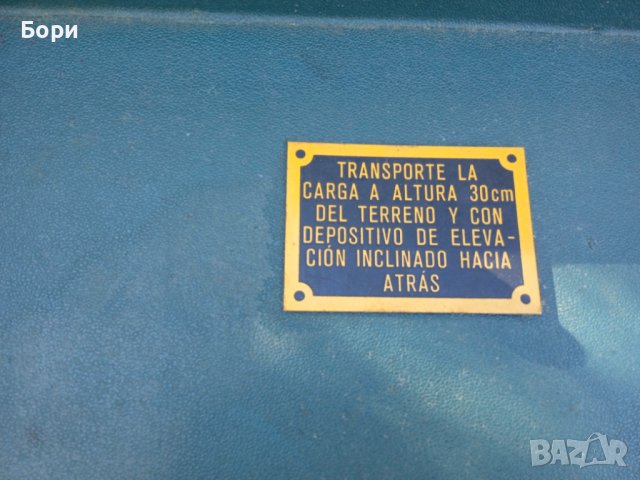 Бори
TRANSPORTE LA
CARGA A ALTURA 30cm
DEL TERRENO Y CON
DEPOSITIVO DE ELEVA-
CIÓN INCLINADO HACIA
ATRÁS
BAZAR